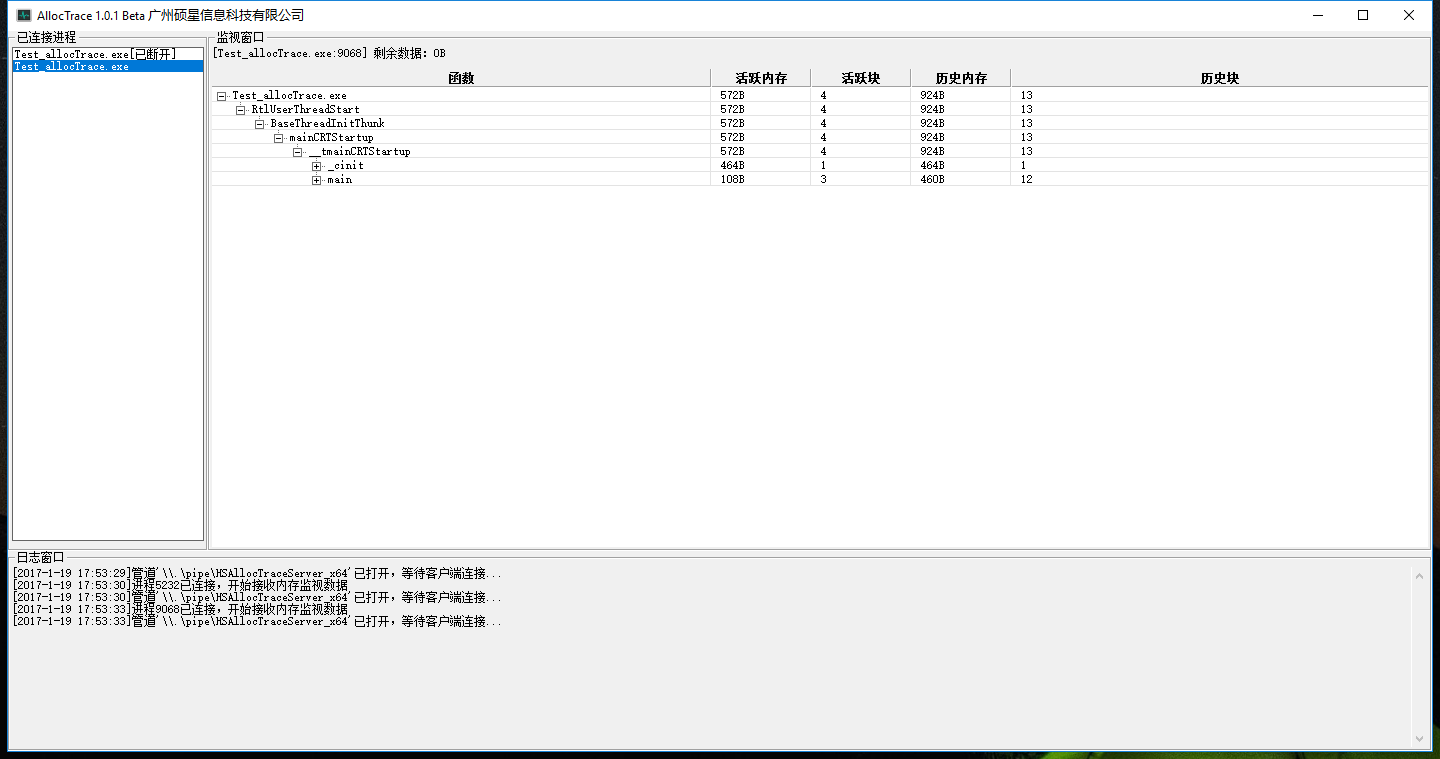 AllocTrace 1.0.1 Beta 广州硕星信息科技有限公司
已连接进程
Test_allocTrace.exe[已断开]
Test_allocTrace.exe
监视窗口
[Test_allocTrace.exe:9068] 剩余数据: 0B
函数 活跃内存 活跃块 历史内存 历史块
Test_allocTrace.exe 572B 4 924B 13
RtlUserThreadStart 572B 4 924B 13
BaseThreadInitThunk 572B 4 924B 13
mainCRTStartup 572B 4 924B 13
__tmainCRTStartup 572B 4 924B 13
_cinit 464B 1 464B 1
main 108B 3 460B 12
日志窗口
[2017-1-19 17:53:29]管道'\\.\pipe\HSAllocTraceServer_x64'已打开，等待客户端连接...
[2017-1-19 17:53:30]进程5232已连接，开始接收内存监视数据
[2017-1-19 17:53:30]管道'\\.\pipe\HSAllocTraceServer_x64'已打开，等待客户端连接...
[2017-1-19 17:53:33]进程9068已连接，开始接收内存监视数据
[2017-1-19 17:53:33]管道'\\.\pipe\HSAllocTraceServer_x64'已打开，等待客户端连接...